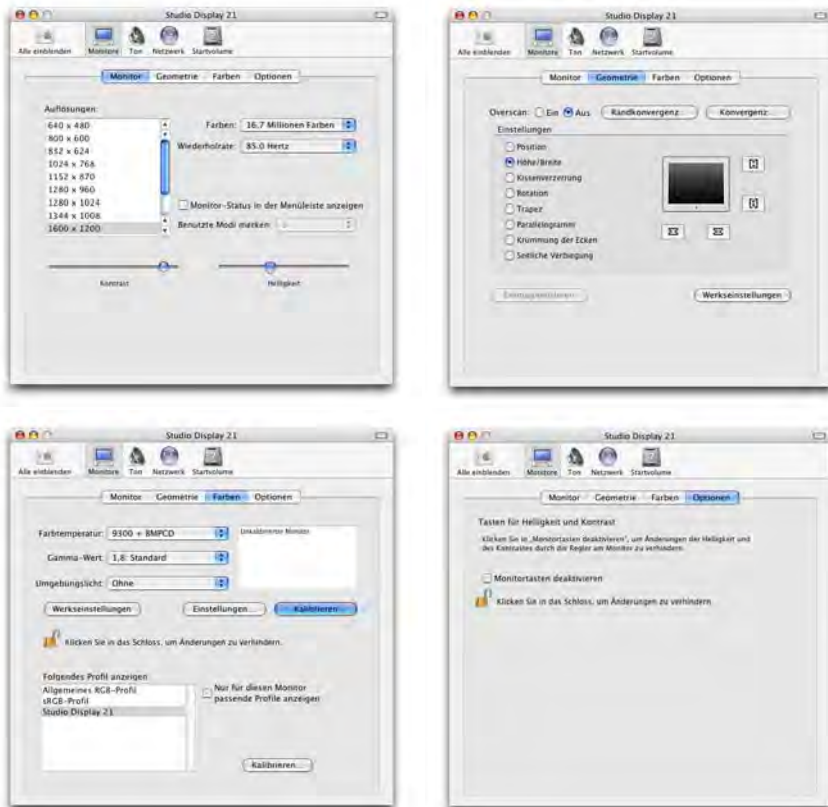 Studio Display 21
Alle einblenden Monitore Ton Netzwerk Startvolume
Monitor Geometrie Farben Optionen
Auflösungen:
640 x 480
800 x 600
832 x 624
1024 x 768
1152 x 870
1280 x 960
1280 x 1024
1344 x 1008
1600 x 1200
Farben: 16.7 Millionen Farben
Wiederholrate: 85.0 Hertz
Monitor-Status in der Menüleiste anzeigen
Benutzte Modi merken:
Kontrast
Helligkeit
Studio Display 21
Alle einblenden Monitore Ton Netzwerk Startvolume
Monitor Geometrie Farben Optionen
Overscan: Ein Aus Randkonvergenz... Konvergenz...
Einstellungen
Position
Höhe/Breite
Kissenverzerrung
Rotation
Trapez
Parallelogramm
Krümmung der Ecken
Seitliche Verbiegung
Werkseinstellungen
Studio Display 21
Alle einblenden Monitore Ton Netzwerk Startvolume
Monitor Geometrie Farben Optionen
Farbtemperatur: 9300 + 8MPCD
Gamma-Wert: 1,8: Standard
Umgebungslicht: Ohne
Unkalibrierter Monitor
Werkseinstellungen Einstellungen... Kalibrieren...
Klicken Sie in das Schloss, um Änderungen zu verhindern.
Folgendes Profil anzeigen
Allgemeines RGB-Profil
sRGB-Profil
Studio Display 21
Nur für diesen Monitor
passende Profile anzeigen
Kalibrieren...
Studio Display 21
Alle einblenden Monitore Ton Netzwerk Startvolume
Monitor Geometrie Farben Optionen
Tasten für Helligkeit und Kontrast
Klicken Sie in „Monitortasten deaktivieren", um Änderungen der Helligkeit und
des Kontrastes durch die Regler am Monitor zu verhindern.
Monitortasten deaktivieren
Klicken Sie in das Schloss, um Änderungen zu verhindern.